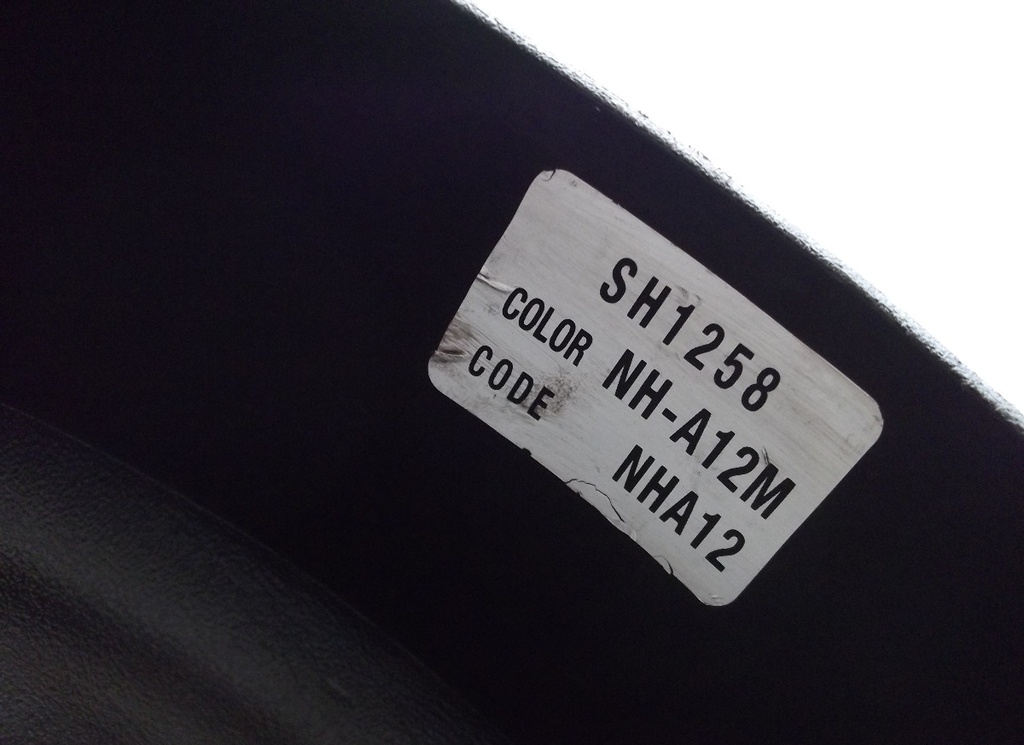 SH1258
COLOR NH-A12M
CODE NHA12